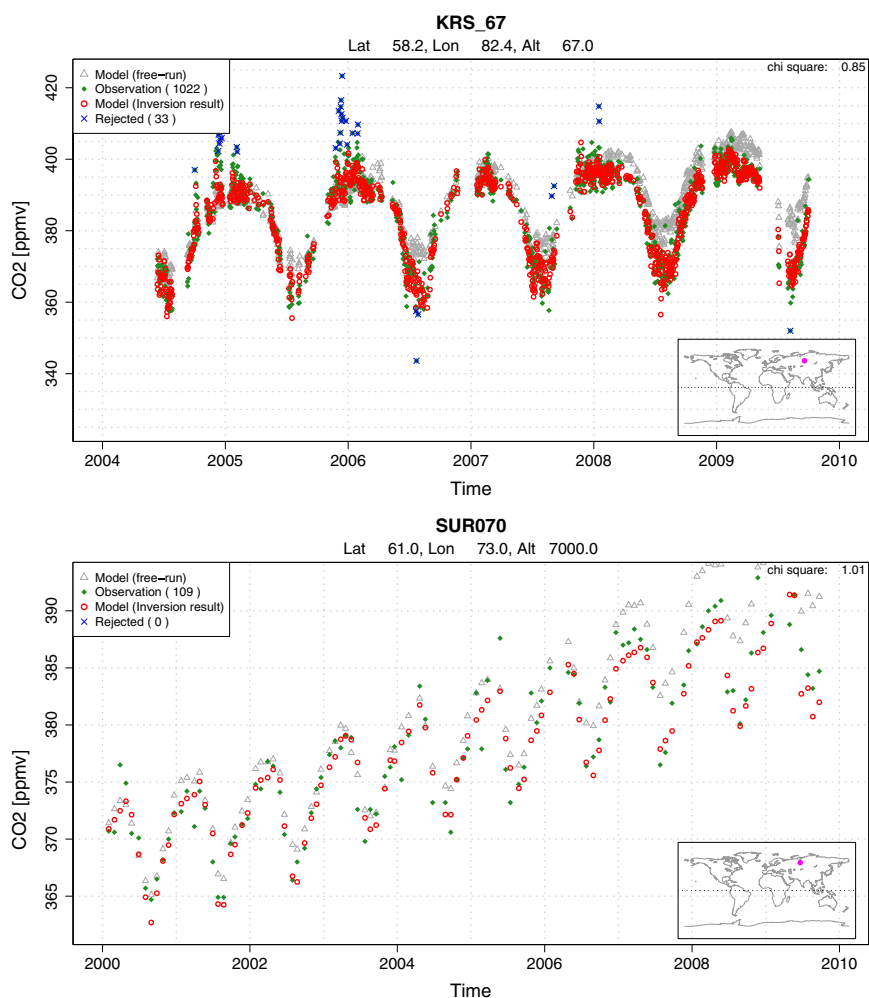 KRS_67
Lat 58.2, Lon 82.4, Alt 67.0
chi square: 0.85
Model (free−run)
Observation ( 1022 )
Model (Inversion result)
Rejected ( 33 )
CO2 [ppmv]
420
400
380
360
340
2004 2005 2006 2007 2008 2009 2010
Time
SUR070
Lat 61.0, Lon 73.0, Alt 7000.0
chi square: 1.01
Model (free−run)
Observation ( 109 )
Model (Inversion result)
Rejected ( 0 )
CO2 [ppmv]
390
385
380
375
370
365
2000 2002 2004 2006 2008 2010
Time